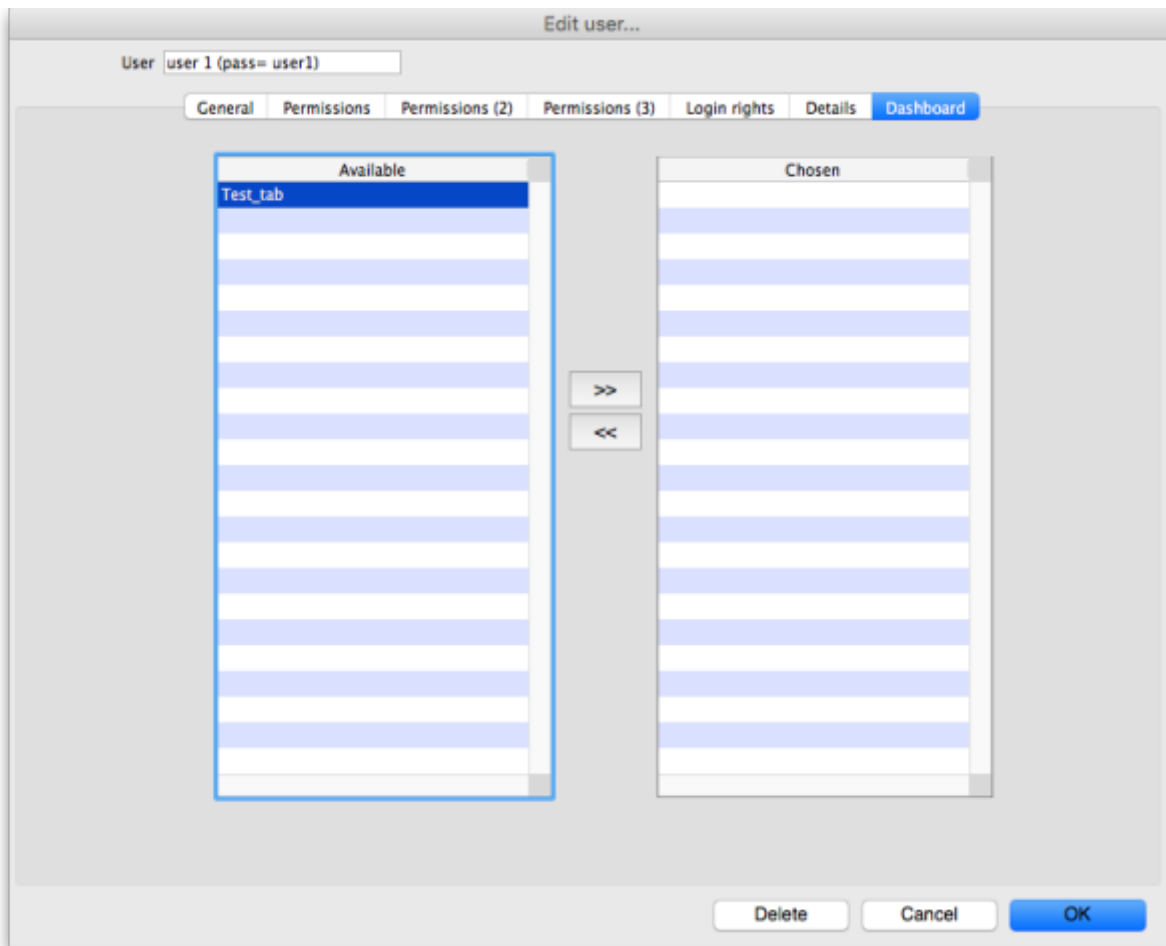 Edit user...
User user 1 (pass= user1)
General Permissions Permissions (2) Permissions (3) Login rights Details Dashboard
Available Chosen
Test_tab
>>
<<
Delete Cancel OK